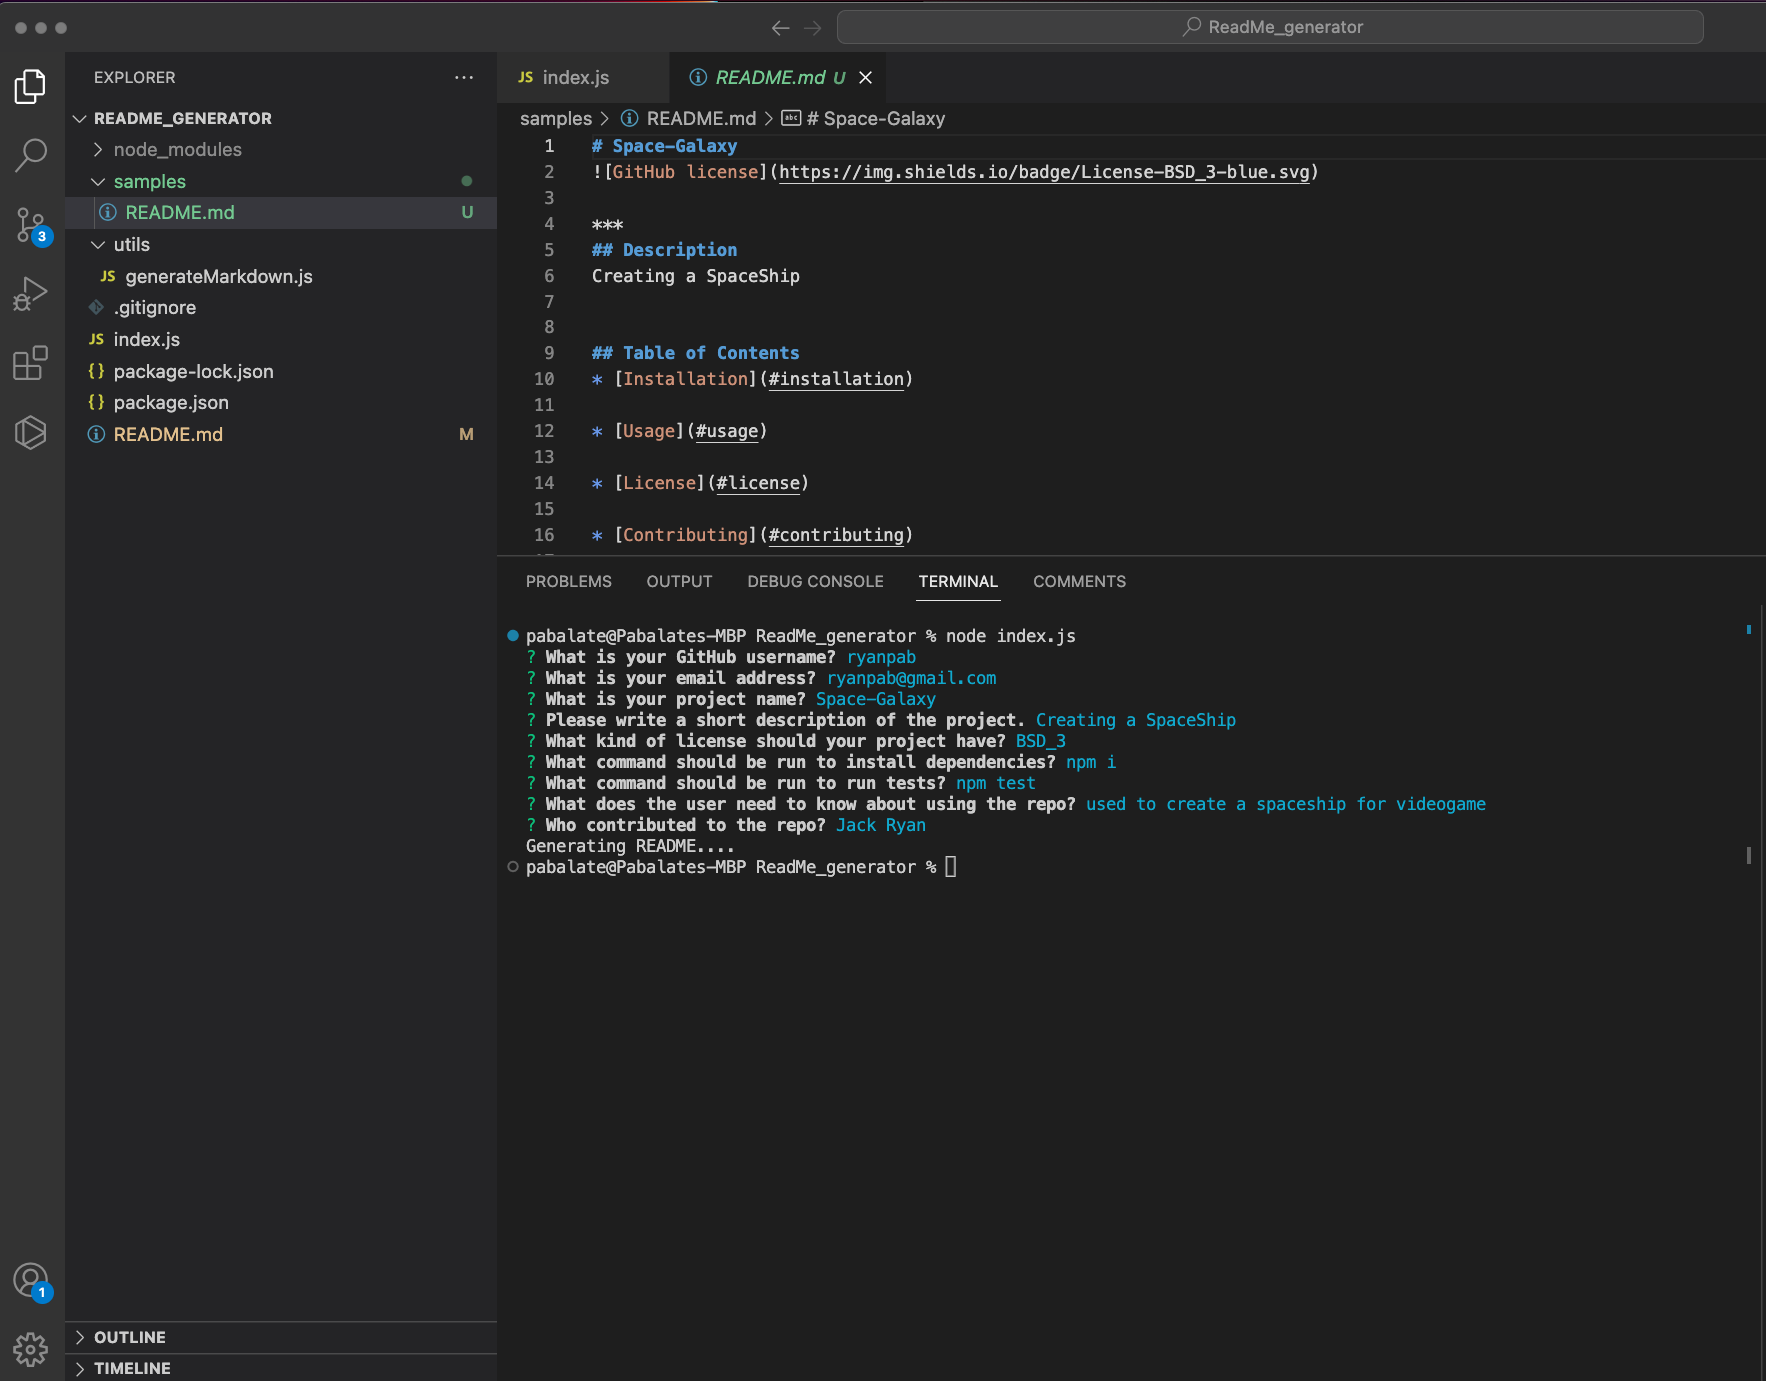 ReadMe_generator
EXPLORER
README_GENERATOR
node_modules
samples
README.md U
utils
JS generateMarkdown.js
.gitignore
JS index.js
{} package-lock.json
{} package.json
README.md M
3
1
OUTLINE
TIMELINE
JS index.js
README.md U
samples > README.md > abc # Space-Galaxy
1 # Space-Galaxy
2 ![GitHub license](https://img.shields.io/badge/License-BSD_3-blue.svg)
3
4 ***
5 ## Description
6 Creating a SpaceShip
7
8
9 ## Table of Contents
10 * [Installation](#installation)
11
12 * [Usage](#usage)
13
14 * [License](#license)
15
16 * [Contributing](#contributing)
PROBLEMS OUTPUT DEBUG CONSOLE TERMINAL COMMENTS
pabalate@Pabalates-MBP ReadMe_generator % node index.js
? What is your GitHub username? ryanpab
? What is your email address? ryanpab@gmail.com
? What is your project name? Space-Galaxy
? Please write a short description of the project. Creating a SpaceShip
? What kind of license should your project have? BSD_3
? What command should be run to install dependencies? npm i
? What command should be run to run tests? npm test
? What does the user need to know about using the repo? used to create a spaceship for videogame
? Who contributed to the repo? Jack Ryan
Generating README....
pabalate@Pabalates-MBP ReadMe_generator %